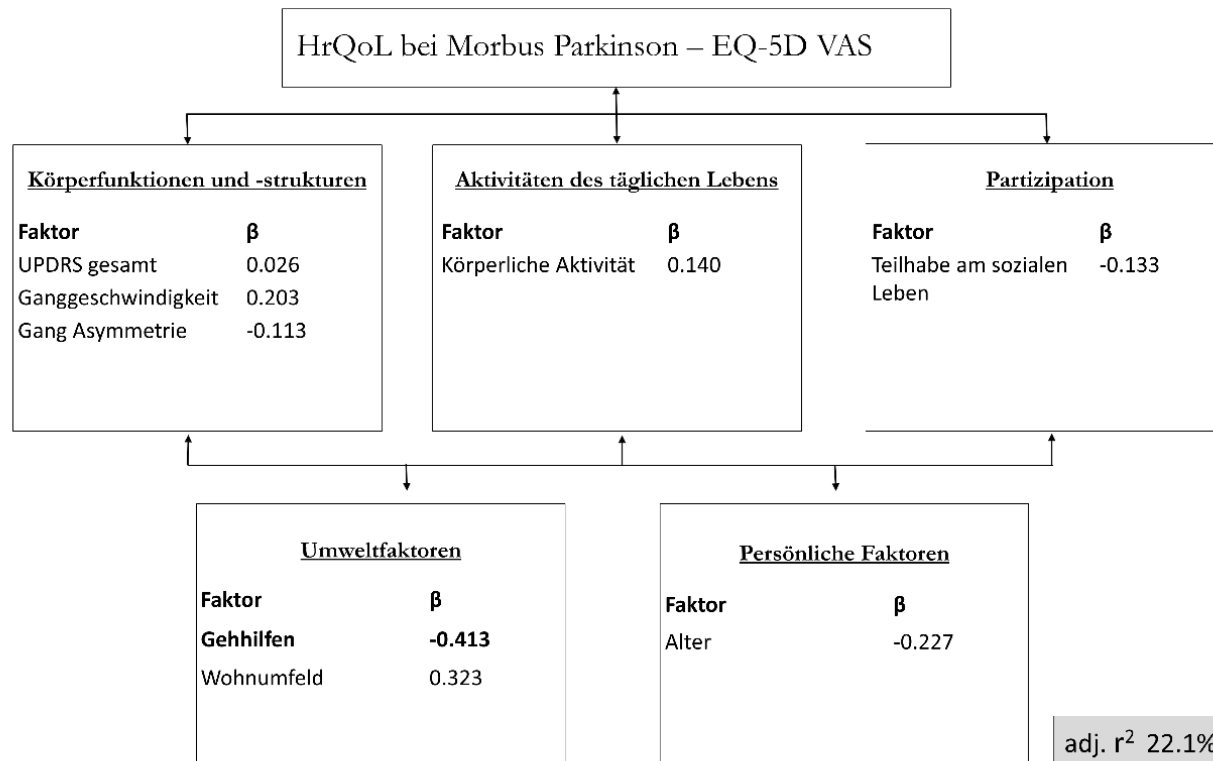 HrQoL bei Morbus Parkinson – EQ-5D VAS
Körperfunktionen und -strukturen
Faktor β
UPDRS gesamt 0.026
Ganggeschwindigkeit 0.203
Gang Asymmetrie -0.113
Aktivitäten des täglichen Lebens
Faktor β
Körperliche Aktivität 0.140
Partizipation
Faktor β
Teilhabe am sozialen -0.133
Leben
Umweltfaktoren
Faktor β
Gehhilfen -0.413
Wohnumfeld 0.323
Persönliche Faktoren
Faktor β
Alter -0.227
adj. r² 22.1%